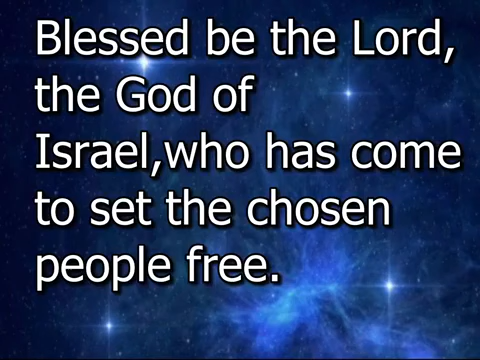 Blessed be the Lord,
the God of
Israel,who has come
to set the chosen
people free.